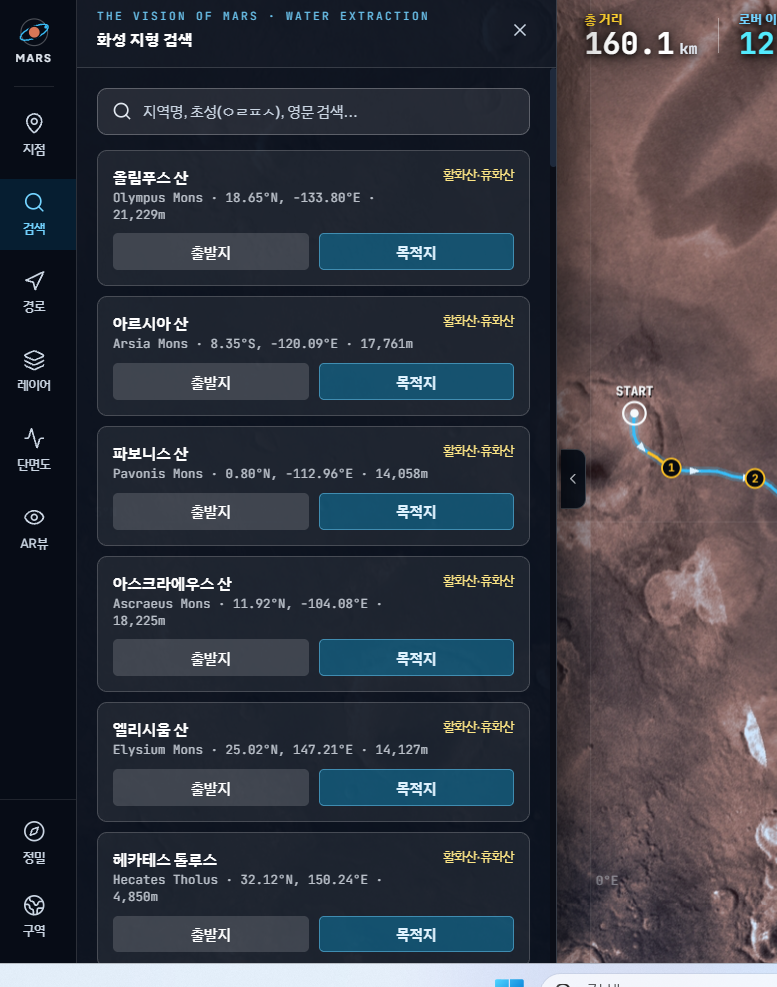 MARS
지점
검색
경로
레이어
단면도
AR뷰
정밀
구역
THE VISION OF MARS · WATER EXTRACTION
화성 지형 검색
지역명, 초성(ㅇㄹㅍㅅ), 영문 검색...
올림푸스 산
활화산·휴화산
Olympus Mons · 18.65°N, -133.80°E ·
21,229m
출발지
목적지
아르시아 산
활화산·휴화산
Arsia Mons · 8.35°S, -120.09°E · 17,761m
출발지
목적지
파보니스 산
활화산·휴화산
Pavonis Mons · 0.80°N, -112.96°E · 14,058m
출발지
목적지
아스크라에우스 산
활화산·휴화산
Ascraeus Mons · 11.92°N, -104.08°E ·
18,225m
출발지
목적지
엘리시움 산
활화산·휴화산
Elysium Mons · 25.02°N, 147.21°E · 14,127m
출발지
목적지
헤카테스 톨루스
활화산·휴화산
Hecates Tholus · 32.12°N, 150.24°E ·
4,850m
출발지
목적지
총 거리
160.1 km
로버 이
12
START
1
2
0°E